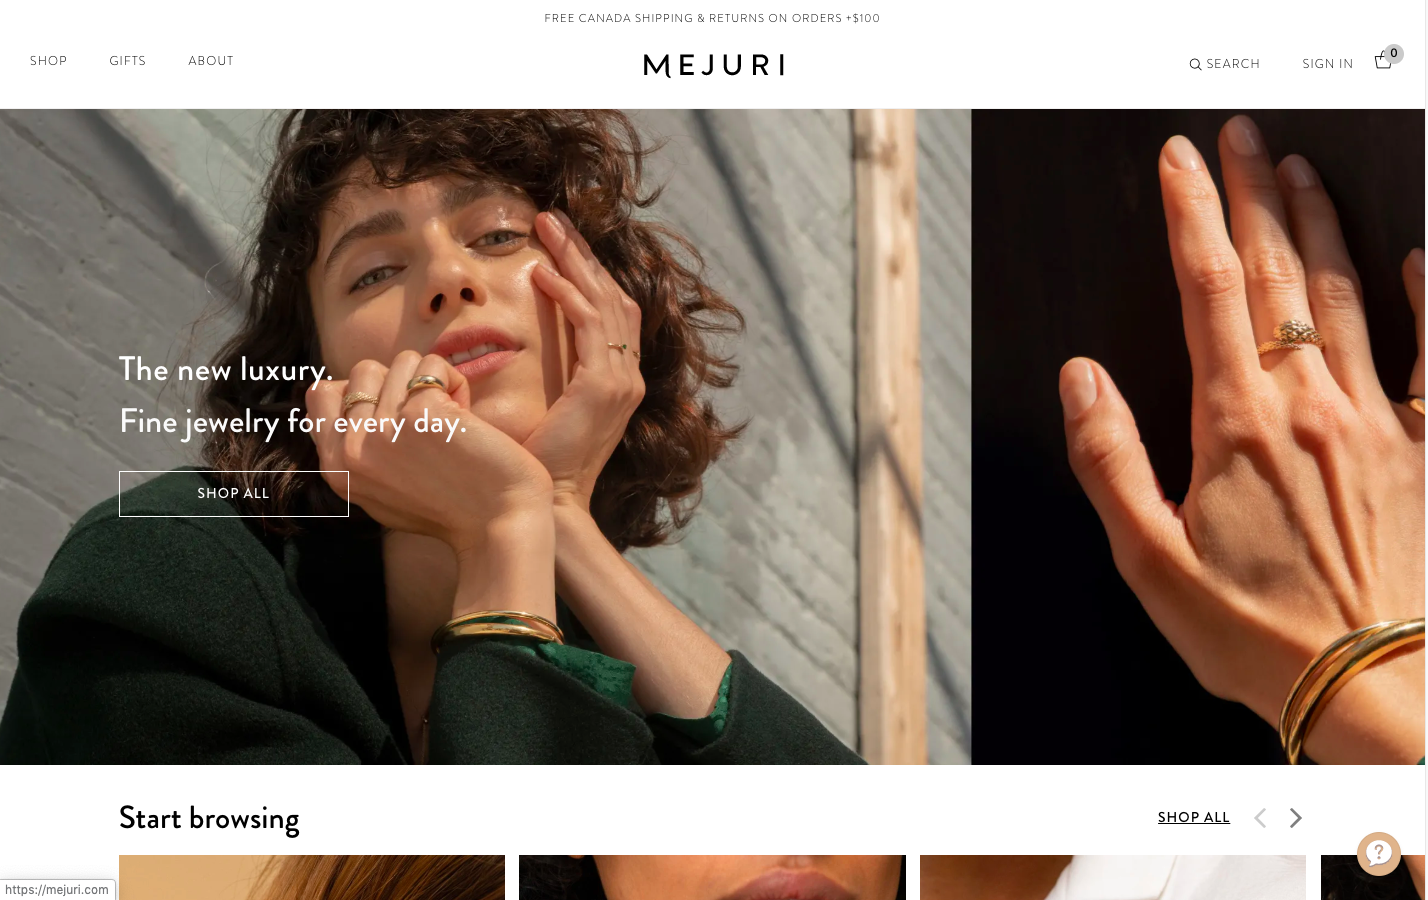 FREE CANADA SHIPPING & RETURNS ON ORDERS +$100
SHOP GIFTS ABOUT
MEJURI
SEARCH SIGN IN 0
The new luxury.
Fine jewelry for every day.
SHOP ALL
Start browsing
SHOP ALL
?
https://mejuri.com